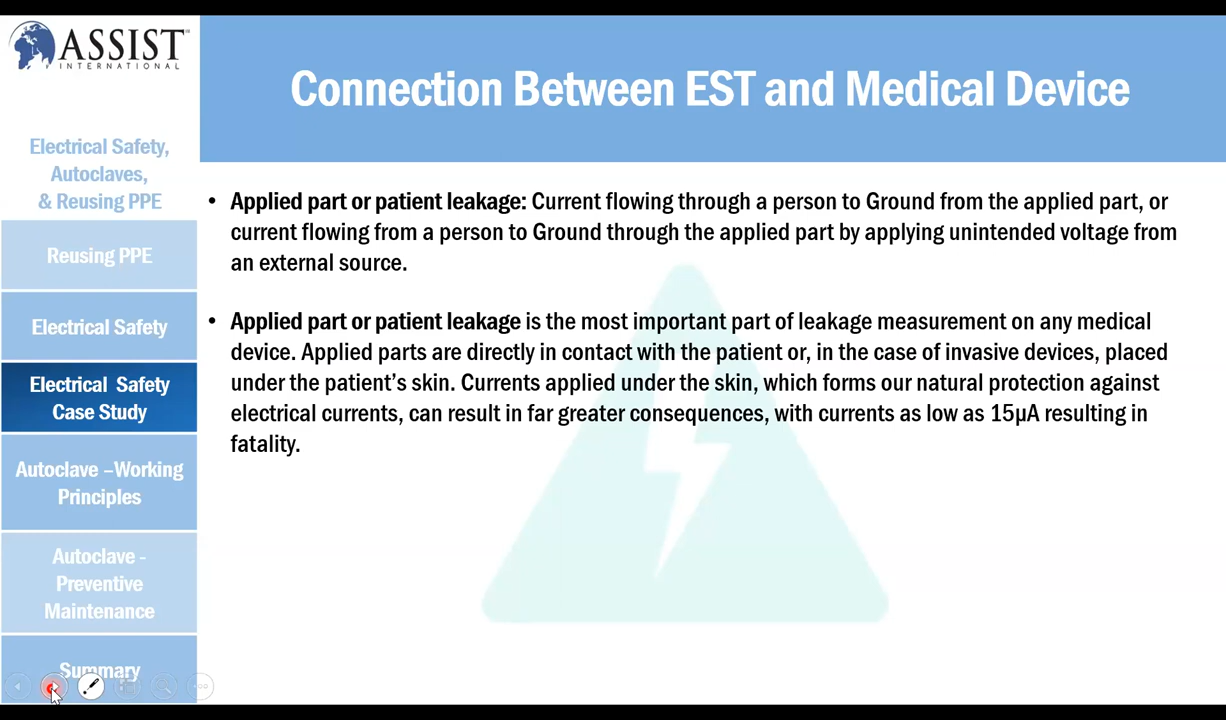 ASSIST
INTERNATIONAL
Connection Between EST and Medical Device
Electrical Safety,
Autoclaves,
& Reusing PPE
Reusing PPE
Electrical Safety
Electrical Safety
Case Study
Autoclave –Working
Principles
Autoclave -
Preventive
Maintenance
Summary
• Applied part or patient leakage: Current flowing through a person to Ground from the applied part, or
current flowing from a person to Ground through the applied part by applying unintended voltage from
an external source.
• Applied part or patient leakage is the most important part of leakage measurement on any medical
device. Applied parts are directly in contact with the patient or, in the case of invasive devices, placed
under the patient's skin. Currents applied under the skin, which forms our natural protection against
electrical currents, can result in far greater consequences, with currents as low as 15µA resulting in
fatality.